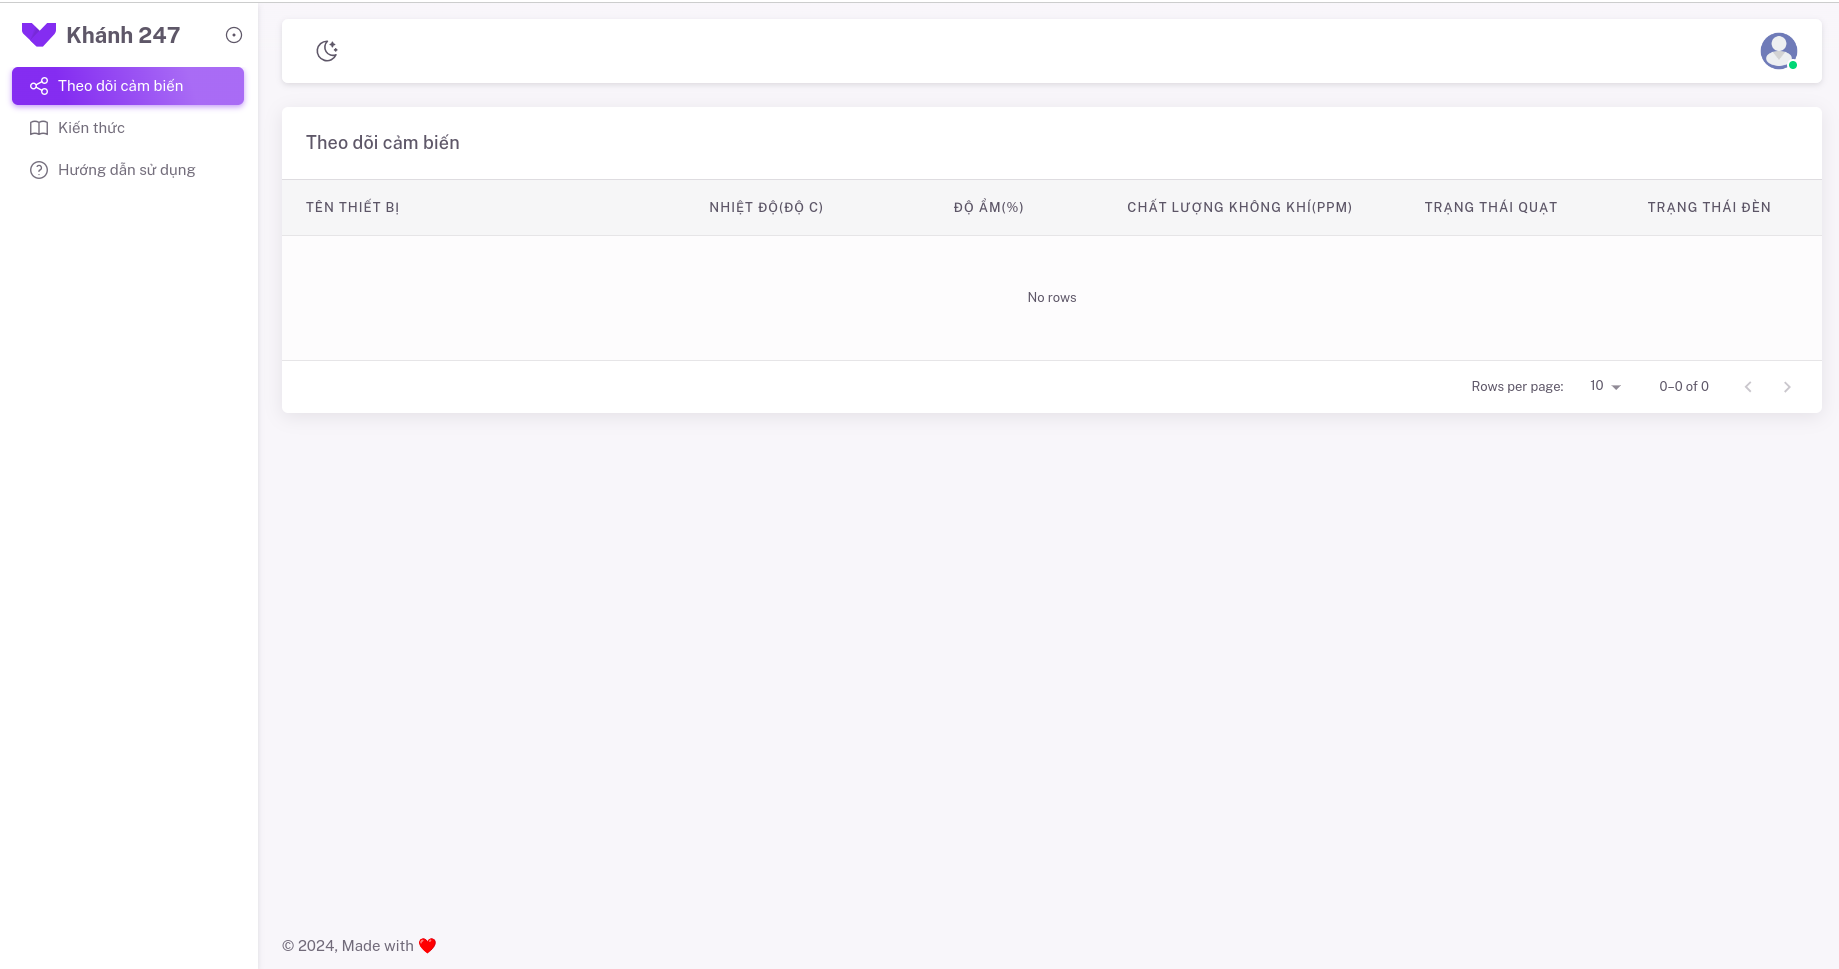 Khánh 247
Theo dõi cảm biến
Kiến thức
Hướng dẫn sử dụng
Theo dõi cảm biến
TÊN THIẾT BỊ NHIỆT ĐỘ(ĐỘ C) ĐỘ ẨM(%) CHẤT LƯỢNG KHÔNG KHÍ(PPM) TRẠNG THÁI QUẠT TRẠNG THÁI ĐÈN
No rows
Rows per page: 10 0–0 of 0
© 2024, Made with ❤️